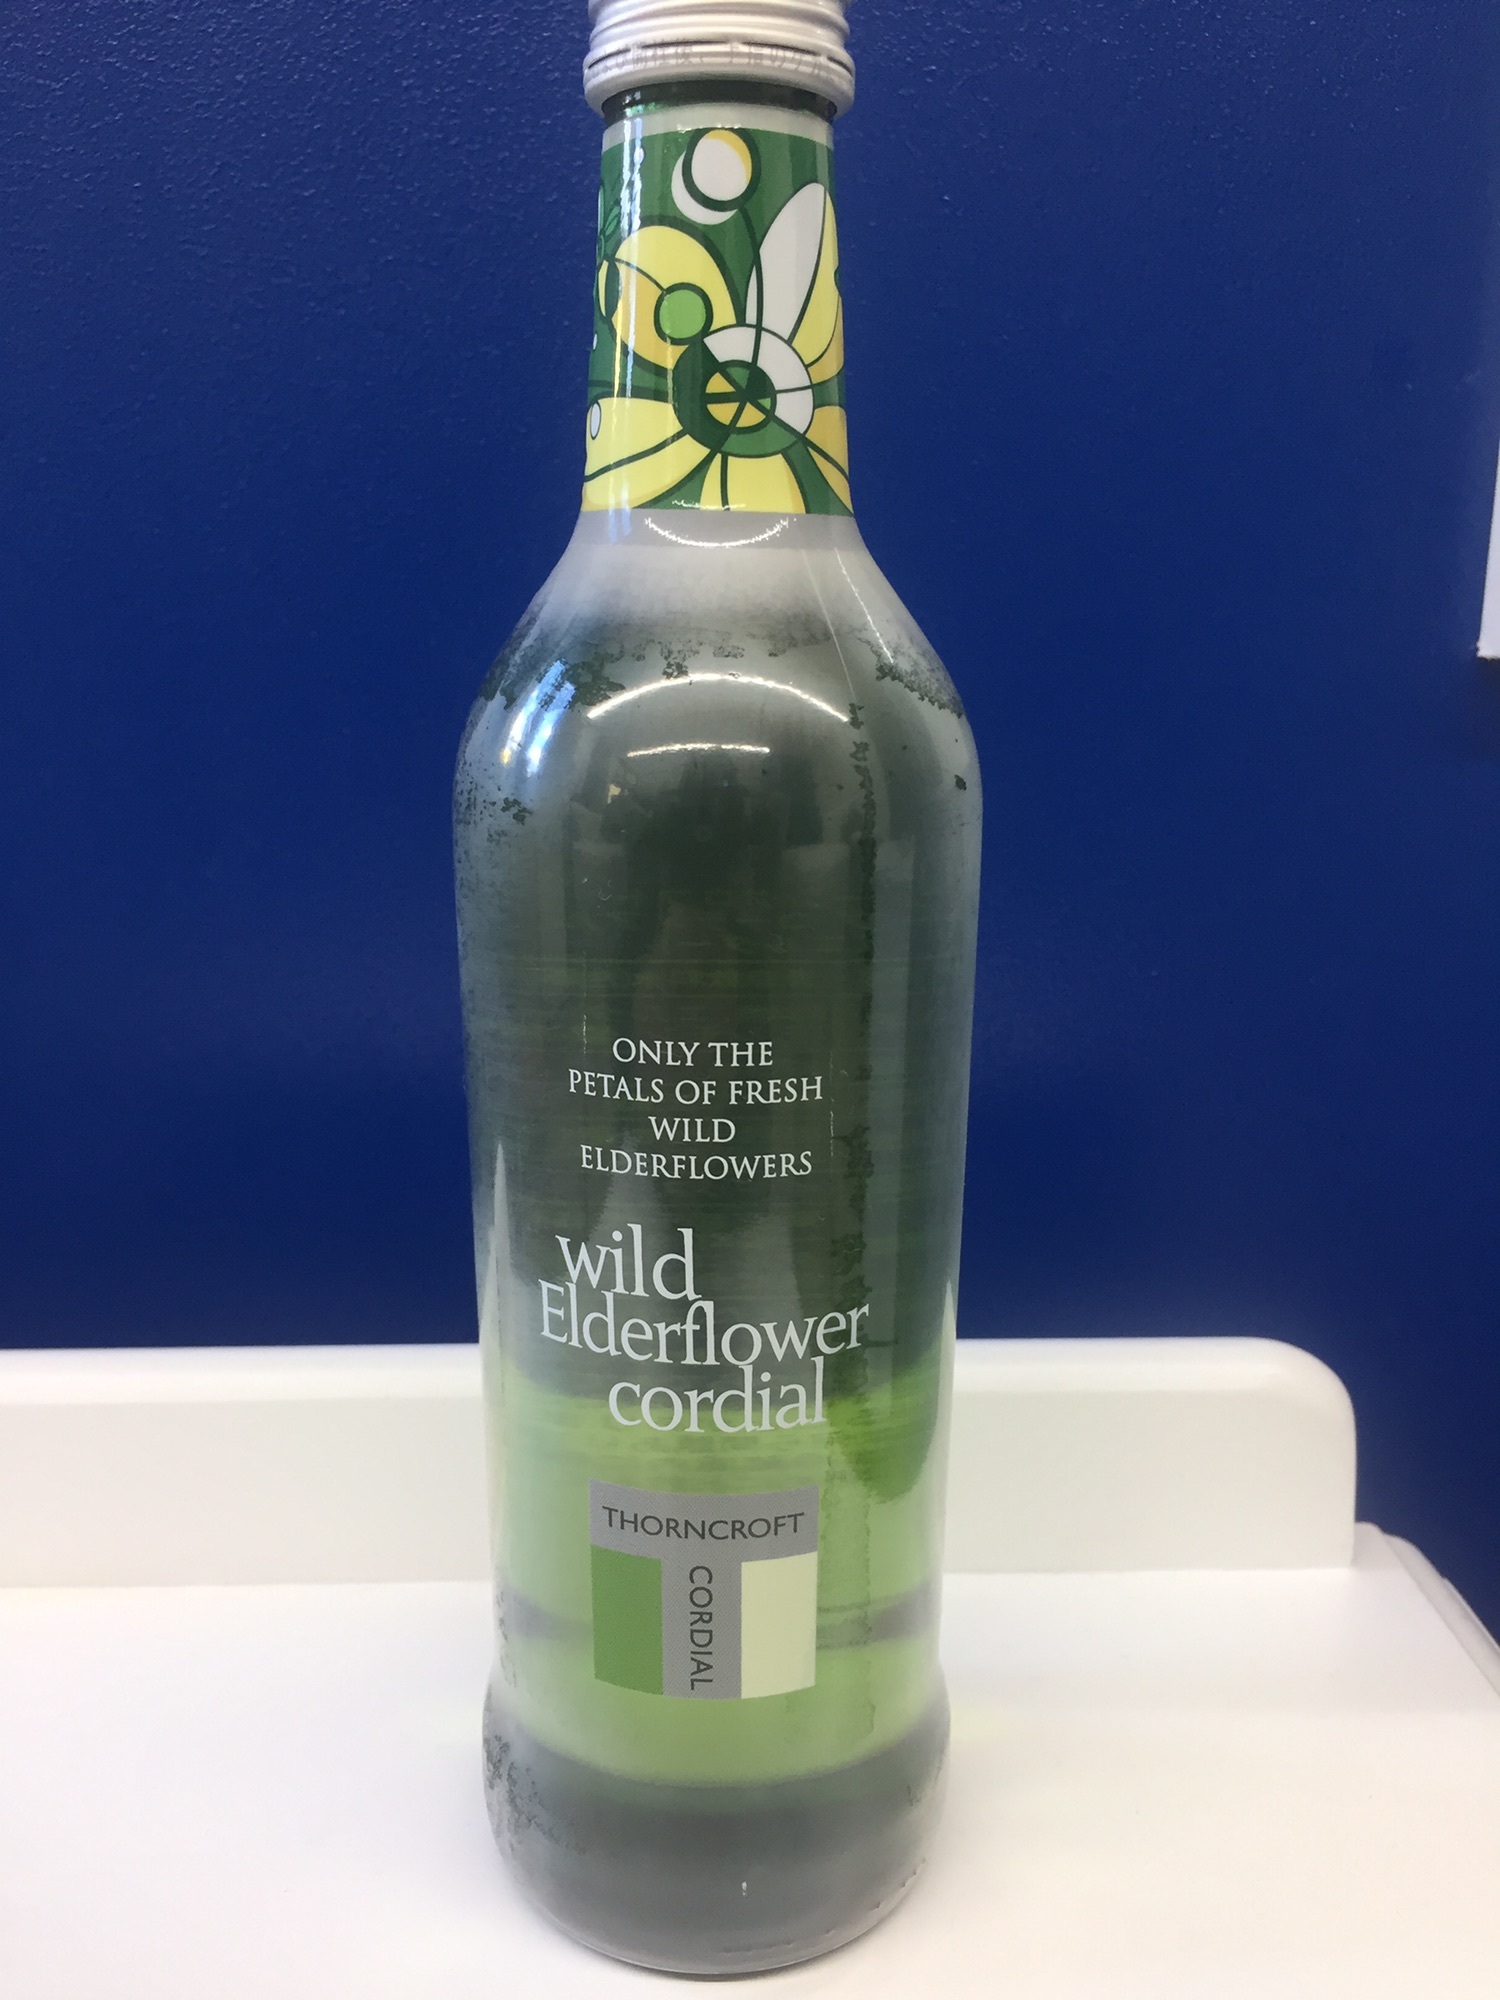 ONLY THE
PETALS OF FRESH
WILD
ELDERFLOWERS
wild
Elderflower
cordial
THORNCROFT
CORDIAL